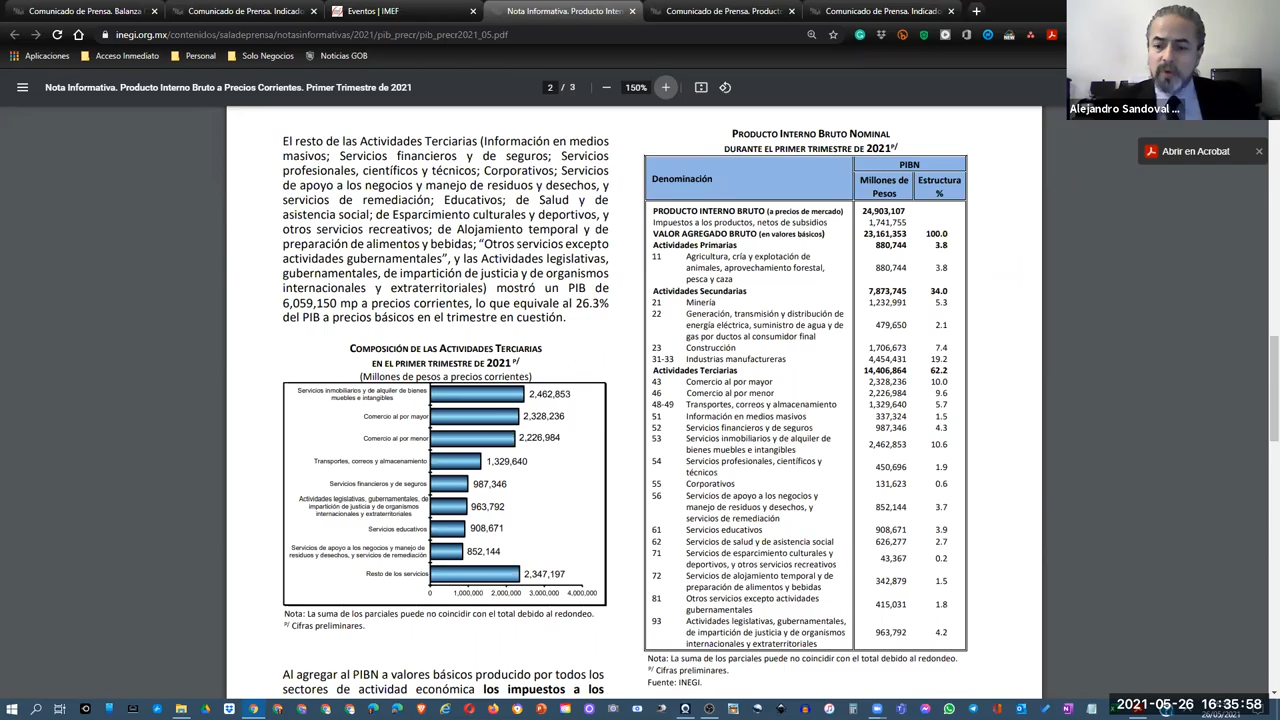 Comunicado de Prensa. Balanza
Comunicado de Prensa. Indicado
Eventos | IMEF
Nota Informativa. Producto Inter
Comunicado de Prensa. Product
Comunicado de Prensa. Indicado
inegi.org.mx/contenidos/saladeprensa/notasinformativas/2021/pib_precr/pib_precr2021_05.pdf
Aplicaciones
Acceso Inmediato
Personal
Solo Negocios
Noticias GOB
Nota Informativa. Producto Interno Bruto a Precios Corrientes. Primer Trimestre de 2021
2 / 3
150%
Alejandro Sandoval ...
Abrir en Acrobat
El resto de las Actividades Terciarias (Información en medios
masivos; Servicios financieros y de seguros; Servicios
profesionales, científicos y técnicos; Corporativos; Servicios
de apoyo a los negocios y manejo de residuos y desechos, y
servicios de remediación; Educativos; de Salud y de
asistencia social; de Esparcimiento culturales y deportivos, y
otros servicios recreativos; de Alojamiento temporal y de
preparación de alimentos y bebidas; “Otros servicios excepto
actividades gubernamentales”, y las Actividades legislativas,
gubernamentales, de impartición de justicia y de organismos
internacionales y extraterritoriales) mostró un PIB de
6,059,150 mp a precios corrientes, lo que equivale al 26.3%
del PIB a precios básicos en el trimestre en cuestión.
COMPOSICIÓN DE LAS ACTIVIDADES TERCIARIAS
EN EL PRIMER TRIMESTRE DE 2021 p/
(Millones de pesos a precios corrientes)
Servicios inmobiliarios y de alquiler de bienes
muebles e intangibles
2,462,853
Comercio al por mayor
2,328,236
Comercio al por menor
2,226,984
Transportes, correos y almacenamiento
1,329,640
Servicios financieros y de seguros
987,346
Actividades legislativas, gubernamentales, de
impartición de justicia y de organismos
internacionales y extraterritoriales
963,792
Servicios educativos
908,671
Servicios de apoyo a los negocios y manejo de
residuos y desechos, y servicios de remediación
852,144
Resto de los servicios
2,347,197
0 1,000,000 2,000,000 3,000,000 4,000,000
Nota: La suma de los parciales puede no coincidir con el total debido al redondeo.
p/ Cifras preliminares.
Al agregar al PIBN a valores básicos producido por todos los
sectores de actividad económica los impuestos a los
PRODUCTO INTERNO BRUTO NOMINAL
DURANTE EL PRIMER TRIMESTRE DE 2021p/
Denominación
PIBN
Millones de Pesos
Estructura %
PRODUCTO INTERNO BRUTO (a precios de mercado) 24,903,107
Impuestos a los productos, netos de subsidios 1,741,755
VALOR AGREGADO BRUTO (en valores básicos) 23,161,353 100.0
Actividades Primarias 880,744 3.8
11 Agricultura, cría y explotación de
animales, aprovechamiento forestal, 880,744 3.8
pesca y caza
Actividades Secundarias 7,873,745 34.0
21 Minería 1,232,991 5.3
22 Generación, transmisión y distribución de
energía eléctrica, suministro de agua y de 479,650 2.1
gas por ductos al consumidor final
23 Construcción 1,706,673 7.4
31-33 Industrias manufactureras 4,454,431 19.2
Actividades Terciarias 14,406,864 62.2
43 Comercio al por mayor 2,328,236 10.0
46 Comercio al por menor 2,226,984 9.6
48-49 Transportes, correos y almacenamiento 1,329,640 5.7
51 Información en medios masivos 337,324 1.5
52 Servicios financieros y de seguros 987,346 4.3
53 Servicios inmobiliarios y de alquiler de
bienes muebles e intangibles 2,462,853 10.6
54 Servicios profesionales, científicos y
técnicos 450,696 1.9
55 Corporativos 131,623 0.6
56 Servicios de apoyo a los negocios y
manejo de residuos y desechos, y 852,144 3.7
servicios de remediación
61 Servicios educativos 908,671 3.9
62 Servicios de salud y de asistencia social 626,277 2.7
71 Servicios de esparcimiento culturales y
deportivos, y otros servicios recreativos 43,367 0.2
72 Servicios de alojamiento temporal y de
preparación de alimentos y bebidas 342,879 1.5
81 Otros servicios excepto actividades
gubernamentales 415,031 1.8
93 Actividades legislativas, gubernamentales,
de impartición de justicia y de organismos 963,792 4.2
internacionales y extraterritoriales
Nota: La suma de los parciales puede no coincidir con el total debido al redondeo.
p/ Cifras preliminares.
Fuente: INEGI.
2021-05-26 16:35:58